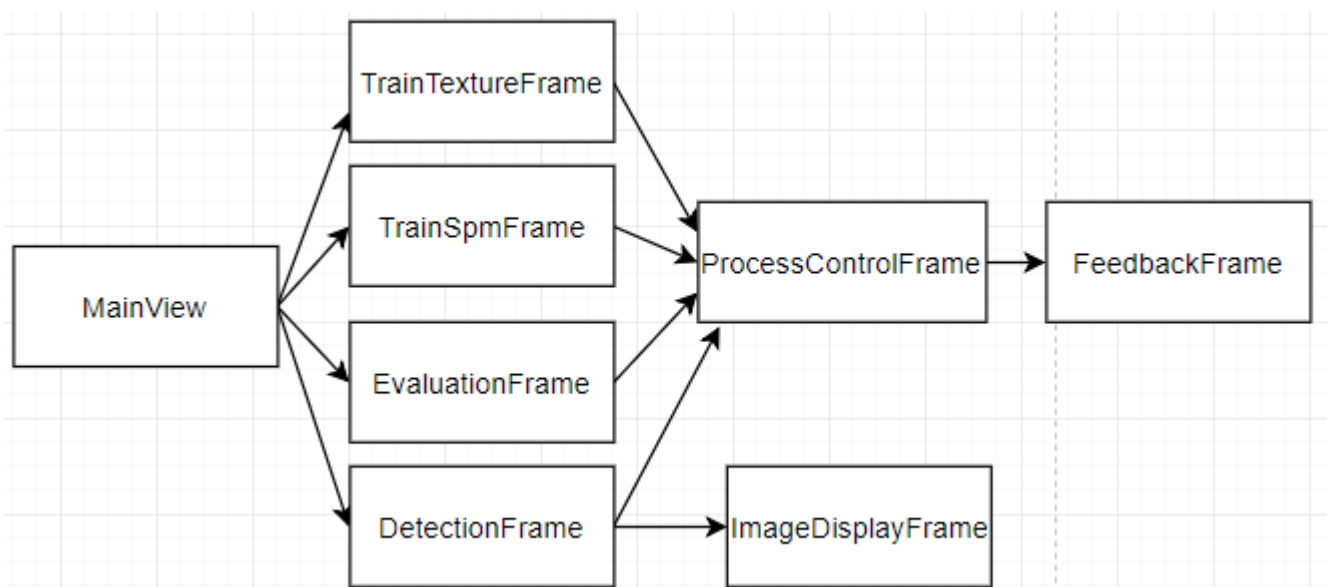 TrainTextureFrame
TrainSpmFrame
MainView
ProcessControlFrame
FeedbackFrame
EvaluationFrame
DetectionFrame
ImageDisplayFrame